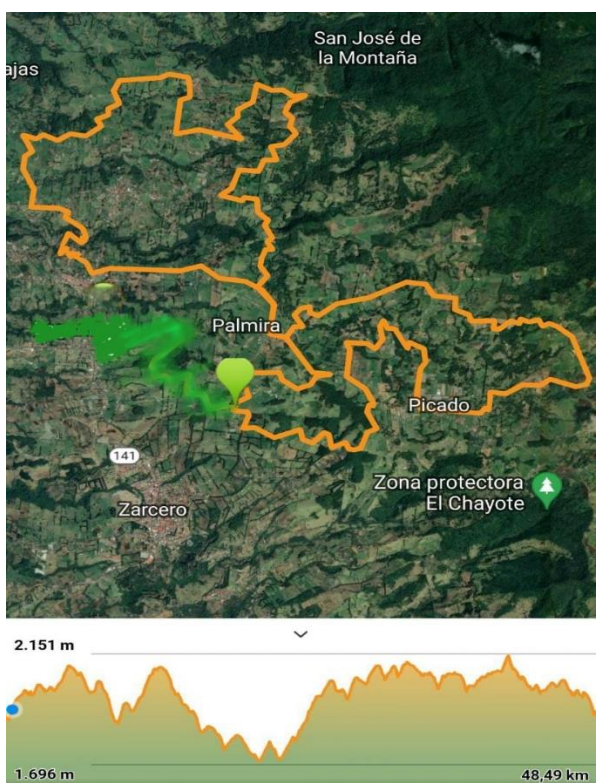 San José de
la Montaña
ajas
Palmira
Picado
141
Zona protectora
El Chayote
Zarcero
2.151 m
1.696 m
48,49 km